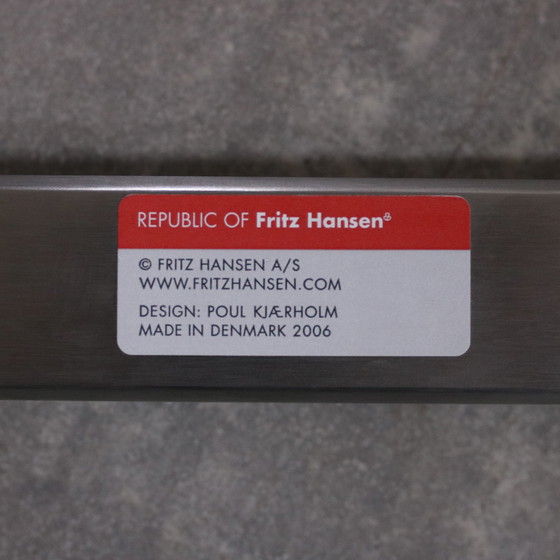 REPUBLIC OF Fritz Hansen
© FRITZ HANSEN A/S
WWW.FRITZHANSEN.COM
DESIGN: POUL KJÆRHOLM
MADE IN DENMARK 2006